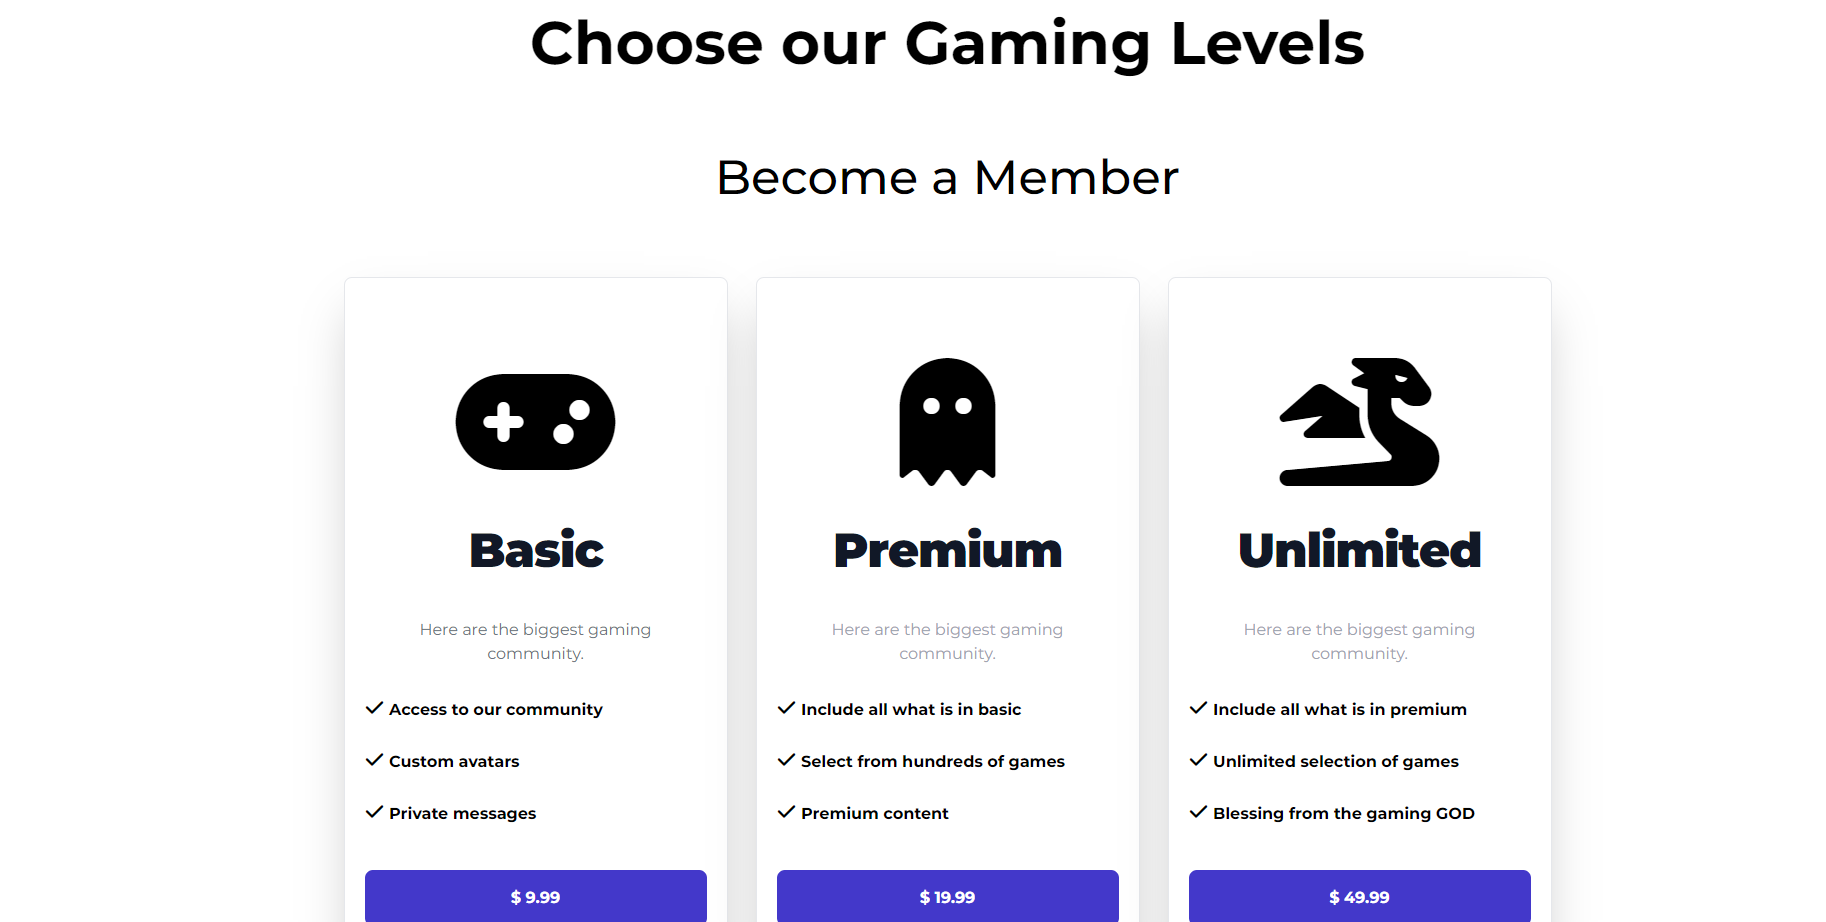 Choose our Gaming Levels
Become a Member
Basic
Here are the biggest gaming
community.
Access to our community
Custom avatars
Private messages
$ 9.99
Premium
Here are the biggest gaming
community.
Include all what is in basic
Select from hundreds of games
Premium content
$ 19.99
Unlimited
Here are the biggest gaming
community.
Include all what is in premium
Unlimited selection of games
Blessing from the gaming GOD
$ 49.99